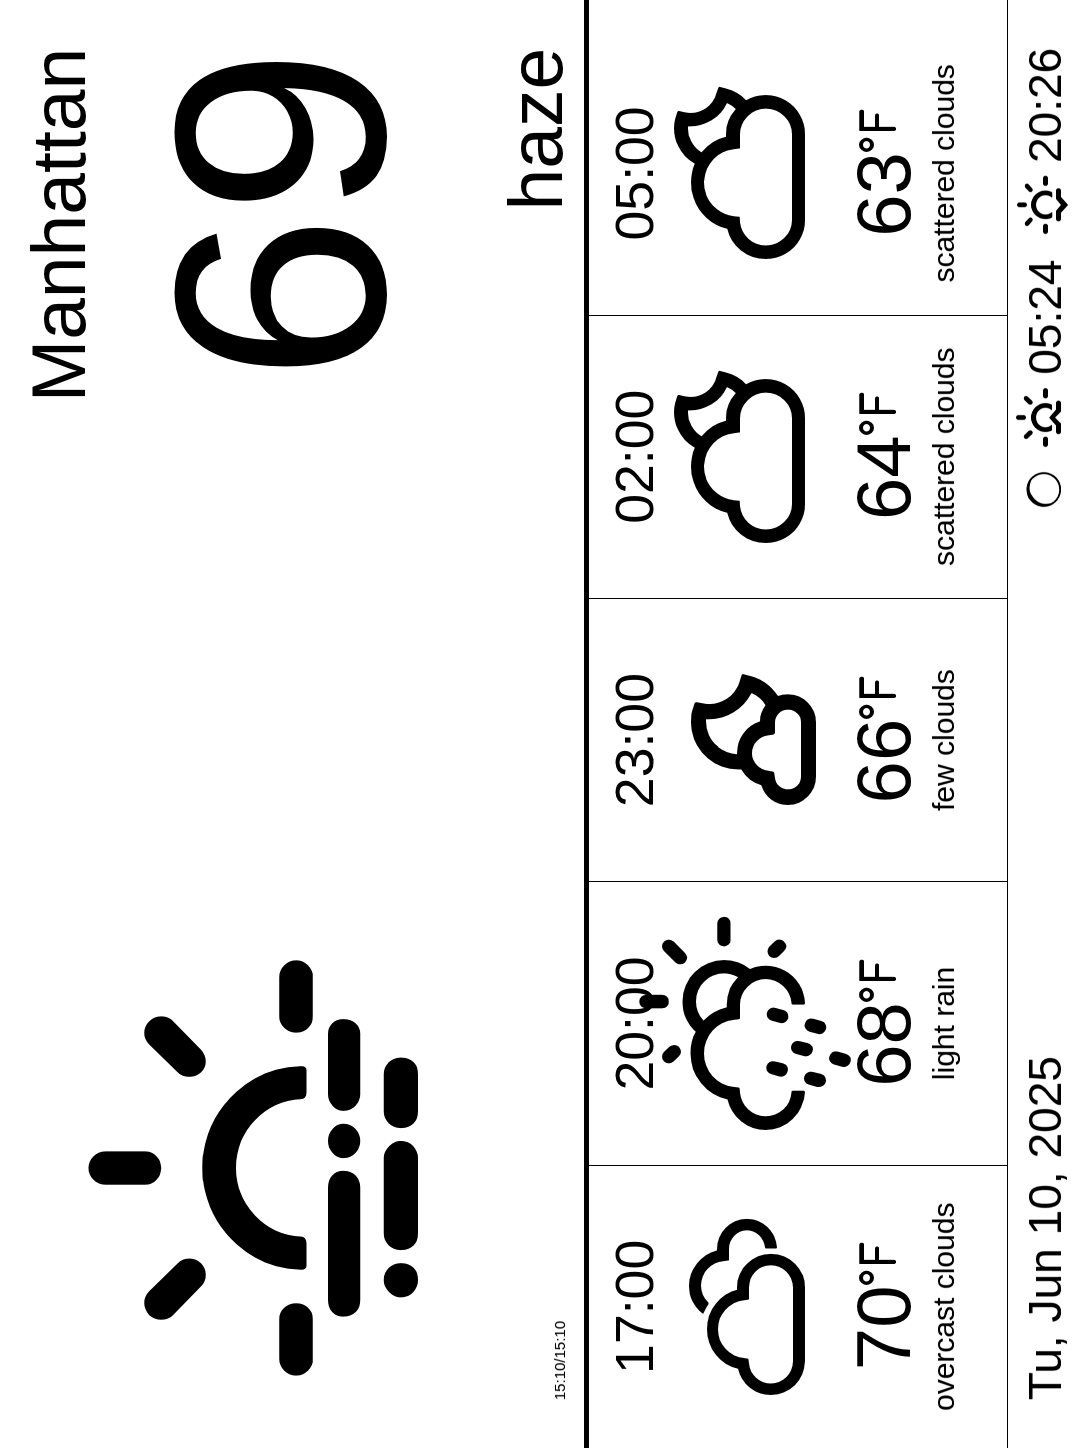 Manhattan
69
haze
15:10/15:10
17:00 20:00 23:00 02:00 05:00
70°F 68°F 66°F 64°F 63°F
overcast clouds light rain few clouds scattered clouds scattered clouds
Tu, Jun 10, 2025 05:24 20:26